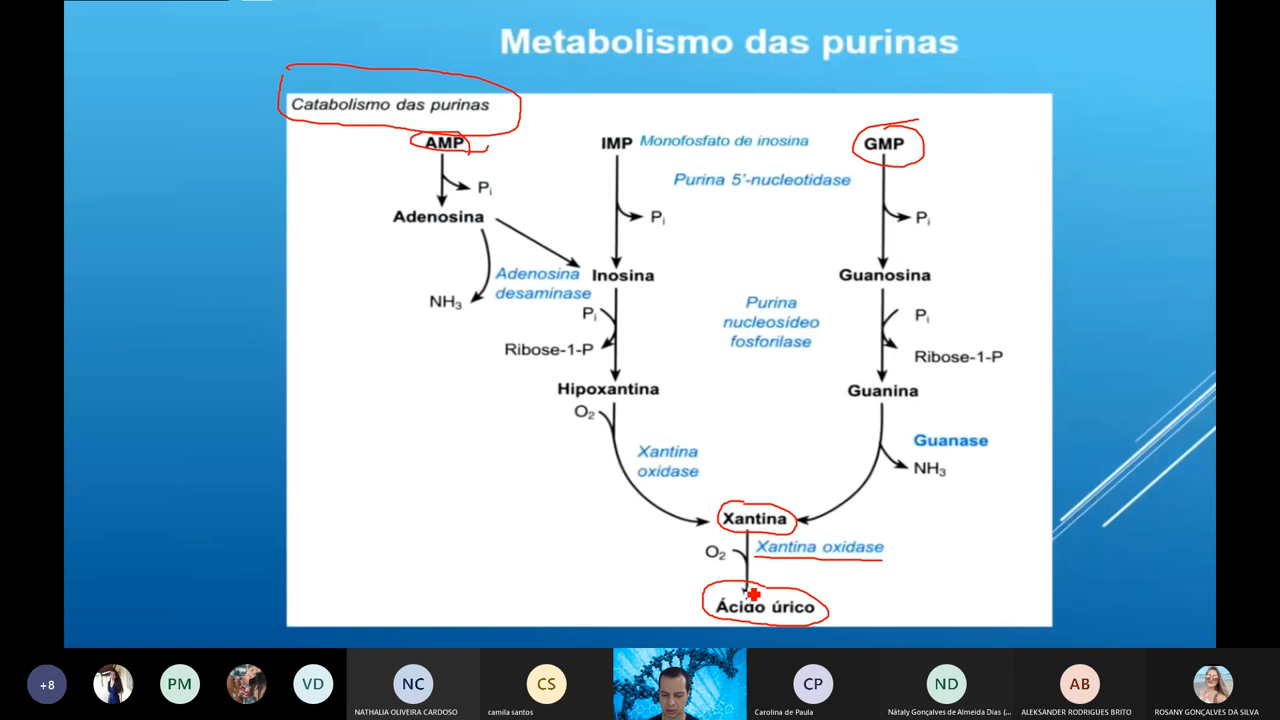 Metabolismo das purinas
Catabolismo das purinas
AMP
IMP Monofosfato de inosina
GMP
Purina 5'-nucleotidase
Pi
Adenosina
Pi
Pi
Adenosina
desaminase
Inosina
Guanosina
NH3
Pi
Purina
nucleosídeo
fosforilase
Pi
Ribose-1-P
Ribose-1-P
Hipoxantina
Guanina
O2
Xantina
oxidase
Guanase
NH3
Xantina
O2
Xantina oxidase
Ácido úrico
+8
PM
VD
NC
CS
CP
ND
AB
NATHALIA OLIVEIRA CARDOSO
camila santos
Carolina de Paula
Nátaly Gonçalves de Almeida Dias (...
ALEKSANDER RODRIGUES BRITO
ROSANY GONÇALVES DA SILVA